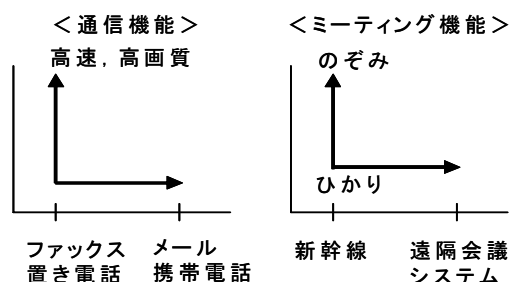 <通信機能>
高速,高画質
ファックス
置き電話
メール
携帯電話
<ミーティング機能>
のぞみ
ひかり
新幹線
遠隔会議
システム